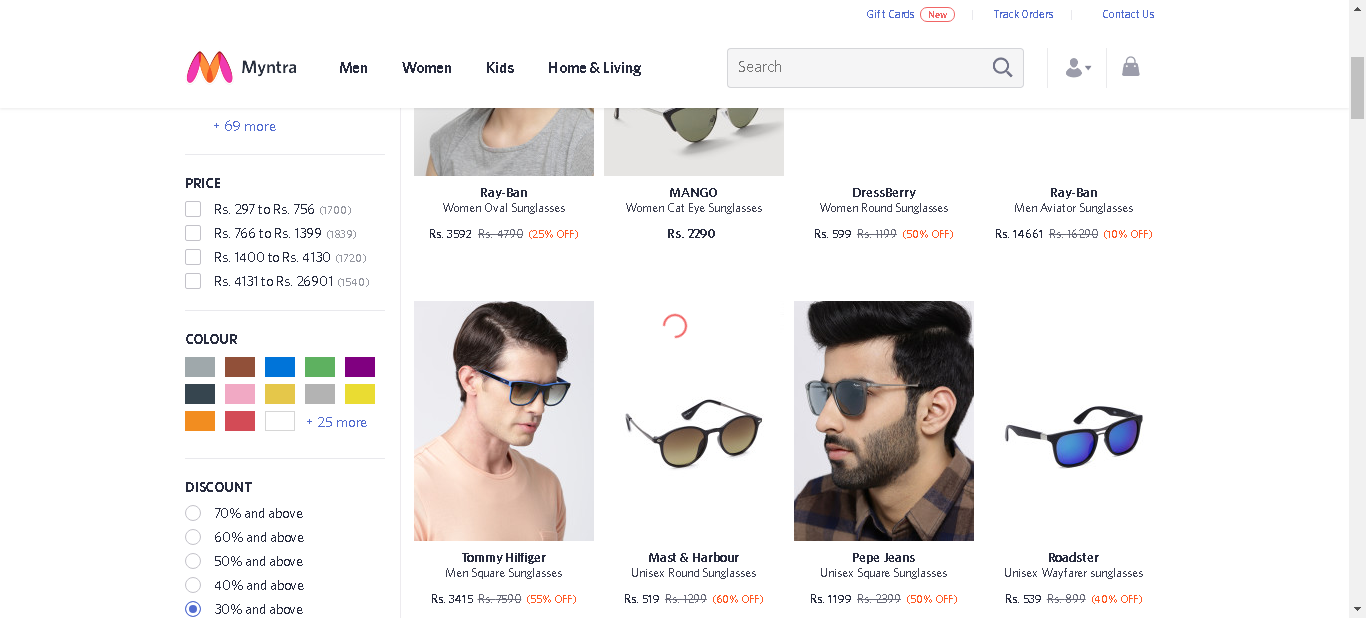 Gift Cards New Track Orders Contact Us
Myntra Men Women Kids Home & Living Search
+ 69 more
PRICE
Rs. 297 to Rs. 756 (1700)
Rs. 766 to Rs. 1399 (1839)
Rs. 1400 to Rs. 4130 (1720)
Rs. 4131 to Rs. 26901 (1540)
COLOUR
+ 25 more
DISCOUNT
70% and above
60% and above
50% and above
40% and above
30% and above
Ray-Ban
Women Oval Sunglasses
Rs. 3592 Rs. 4790 (25% OFF)
MANGO
Women Cat Eye Sunglasses
Rs. 2290
DressBerry
Women Round Sunglasses
Rs. 599 Rs. 1199 (50% OFF)
Ray-Ban
Men Aviator Sunglasses
Rs. 14661 Rs. 16290 (10% OFF)
Tommy Hilfiger
Men Square Sunglasses
Rs. 3415 Rs. 7590 (55% OFF)
Mast & Harbour
Unisex Round Sunglasses
Rs. 519 Rs. 1299 (60% OFF)
Pepe Jeans
Unisex Square Sunglasses
Rs. 1199 Rs. 2399 (50% OFF)
Roadster
Unisex Wayfarer sunglasses
Rs. 539 Rs. 899 (40% OFF)